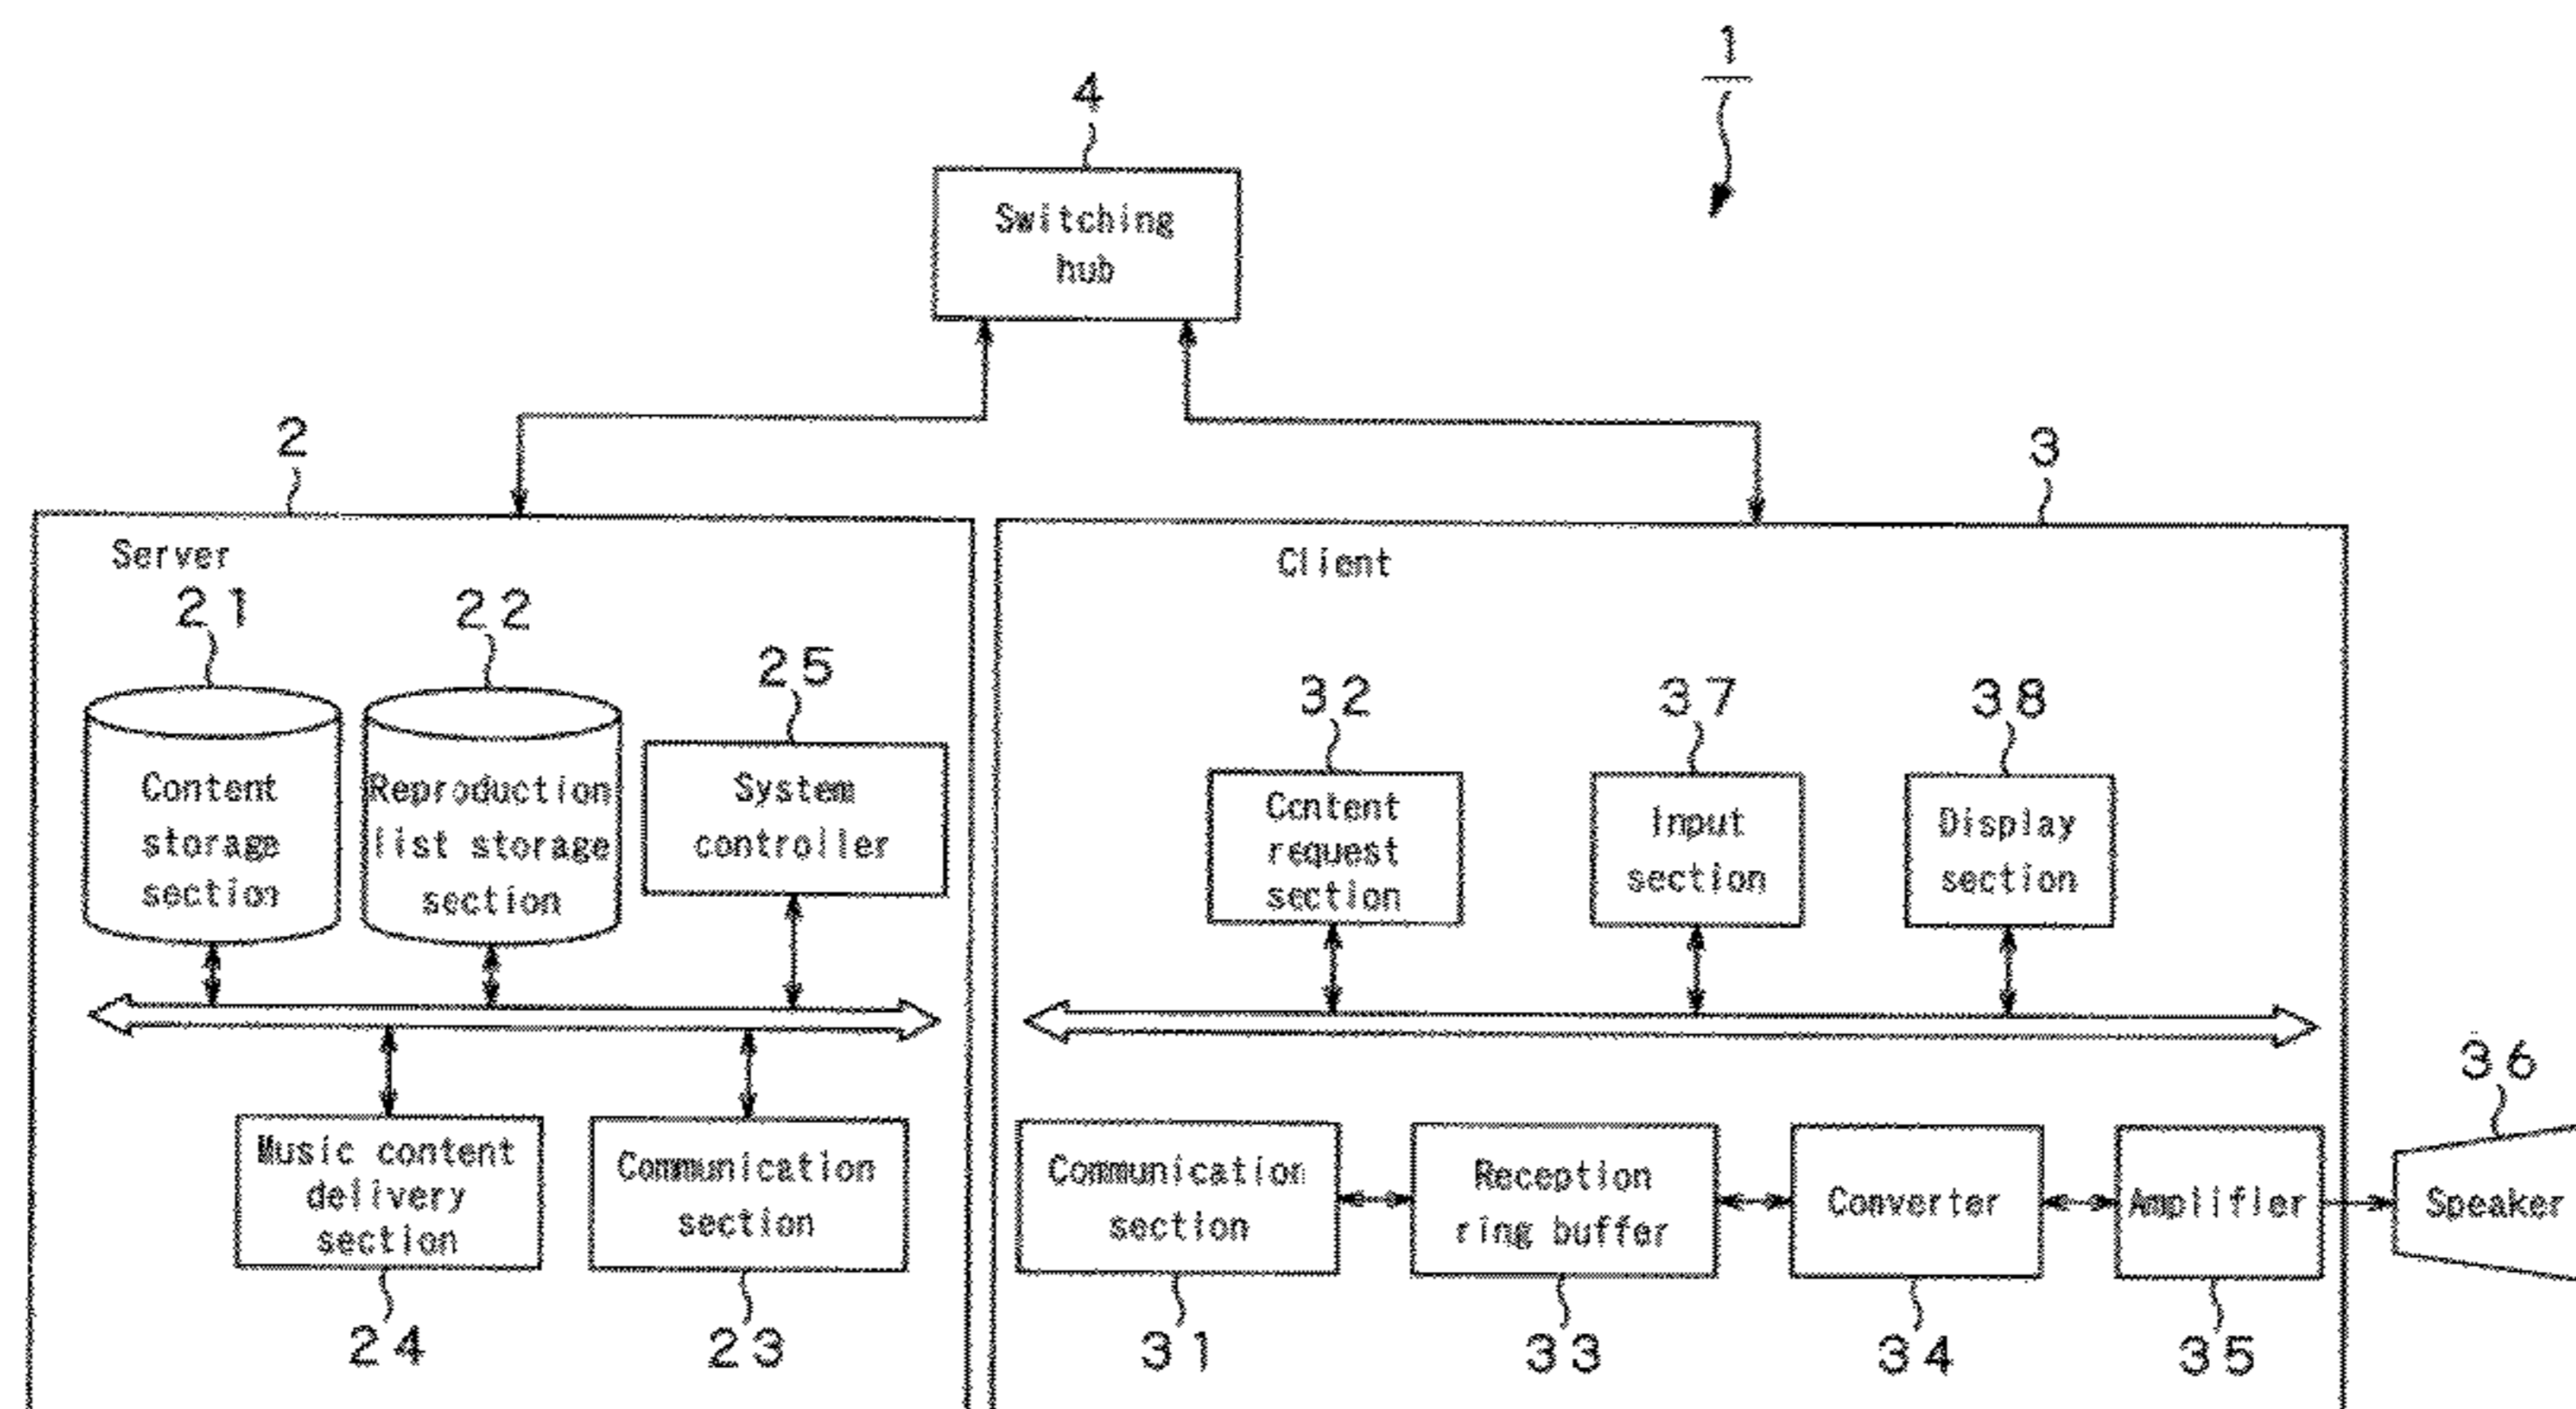 1
4
Switching
hub
2
3
Server
Client
21
22
25
32
37
38
Content
storage
section
Reproduction
list storage
section
System
controller
Content
request
section
Input
section
Display
section
36
Music content
delivery
section
Communication
section
Communication
section
Reception
ring buffer
Converter
Amplifier
Speaker
24
23
31
33
34
35